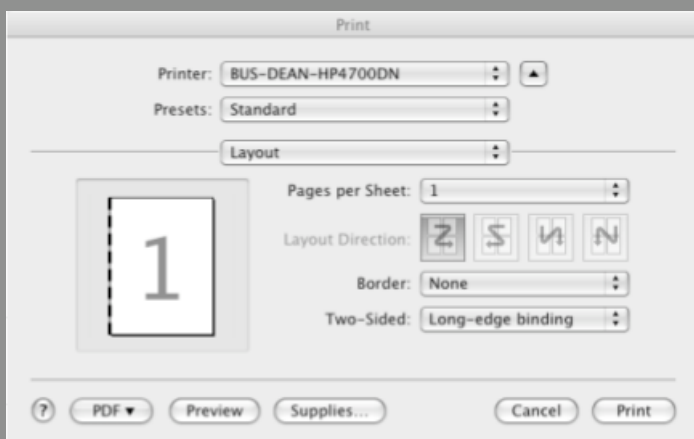 Print
Printer: BUS-DEAN-HP4700DN
Presets: Standard
Layout
Pages per Sheet: 1
Layout Direction:
Border: None
Two-Sided: Long-edge binding
1
? PDF Preview Supplies... Cancel Print